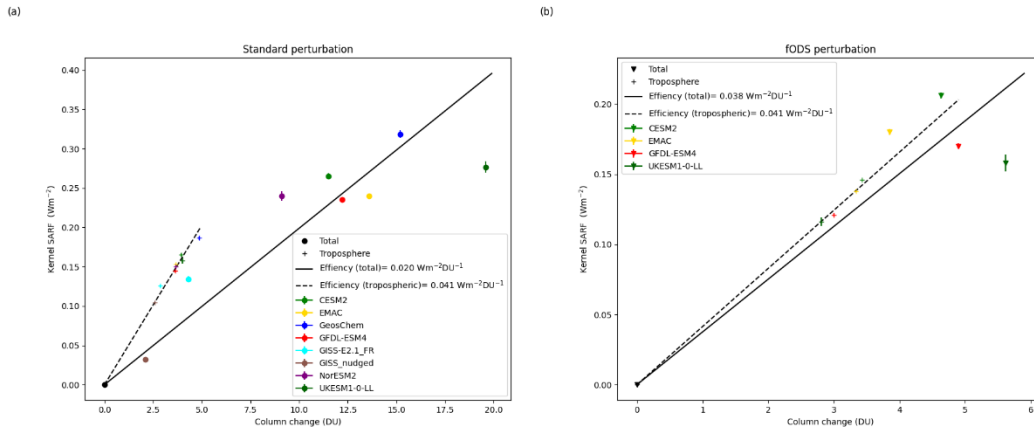 (a)
(b)
Standard perturbation
0.40
0.35
0.30
0.25
0.20
0.15
0.10
0.05
0.00
Kernel SARF (Wm⁻²)
Total
Troposphere
Effiency (total)= 0.020 Wm⁻²DU⁻¹
Efficiency (tropospheric)= 0.041 Wm⁻²DU⁻¹
CESM2
EMAC
GeosChem
GFDL-ESM4
GISS-E2.1_FR
GISS_nudged
NorESM2
UKESM1-0-LL
0.0 2.5 5.0 7.5 10.0 12.5 15.0 17.5 20.0
Column change (DU)
fODS perturbation
Total
Troposphere
Effiency (total)= 0.038 Wm⁻²DU⁻¹
Efficiency (tropospheric)= 0.041 Wm⁻²DU⁻¹
CESM2
EMAC
GFDL-ESM4
UKESM1-0-LL
0.20
0.15
0.10
0.05
0.00
Kernel SARF (Wm⁻²)
0 1 2 3 4 5 6
Column change (DU)